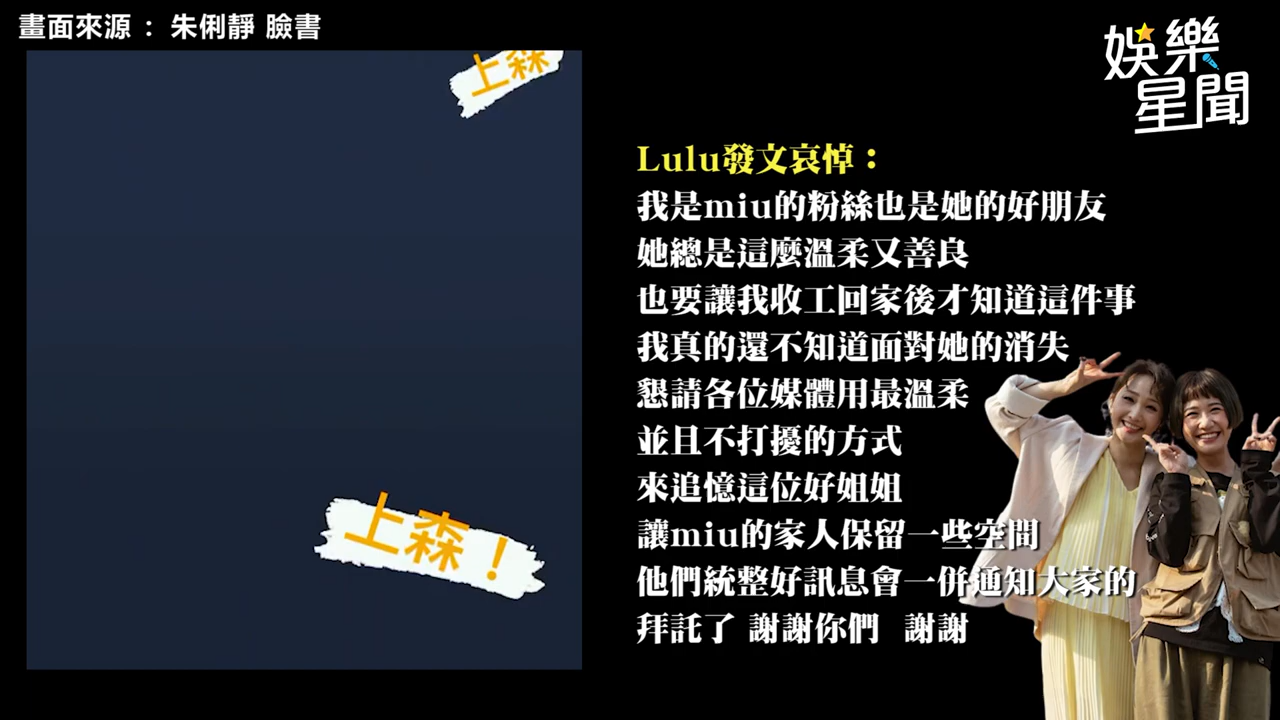 畫面來源 ： 朱俐靜 臉書
娛樂
星聞
上森
Lulu發文哀悼：
我是miu的粉絲也是她的好朋友
她總是這麼溫柔又善良
也要讓我收工回家後才知道這件事
我真的還不知道面對她的消失
懇請各位媒體用最溫柔
並且不打擾的方式
來追憶這位好姐姐
讓miu的家人保留一些空間
他們統整好訊息會一併通知大家的
拜託了 謝謝你們 謝謝
上森！